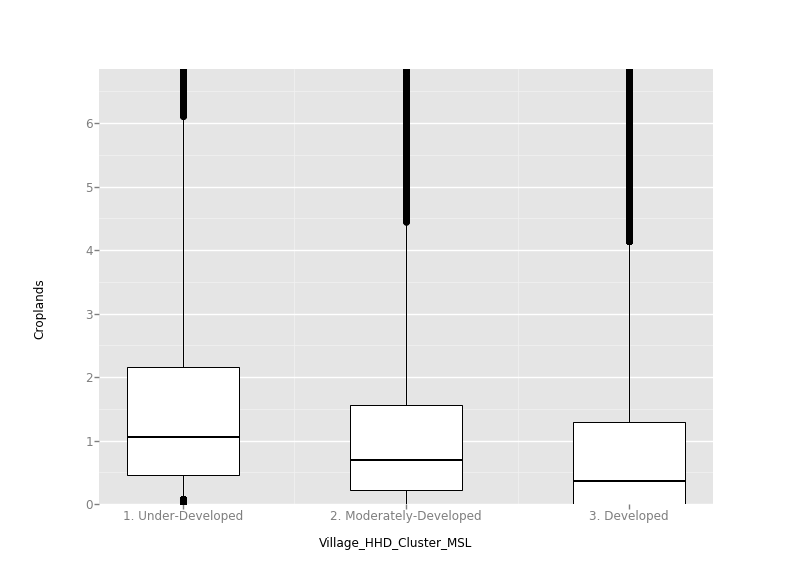 6
5
4
3
2
1
0
Croplands
1. Under-Developed
2. Moderately-Developed
3. Developed
Village_HHD_Cluster_MSL